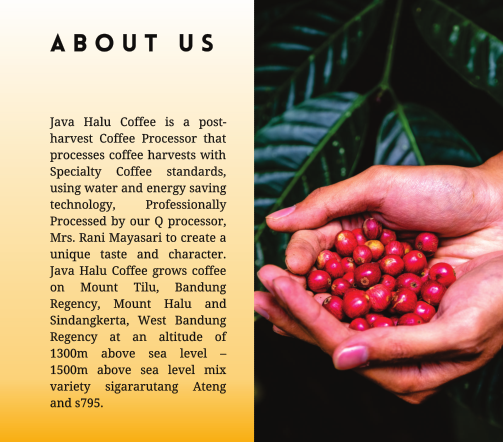 ABOUT US
Java Halu Coffee is a post-
harvest Coffee Processor that
processes coffee harvests with
Specialty Coffee standards,
using water and energy saving
technology, Professionally
Processed by our Q processor,
Mrs. Rani Mayasari to create a
unique taste and character.
Java Halu Coffee grows coffee
on Mount Tilu, Bandung
Regency, Mount Halu and
Sindangkerta, West Bandung
Regency at an altitude of
1300m above sea level –
1500m above sea level mix
variety sigararutang Ateng
and s795.